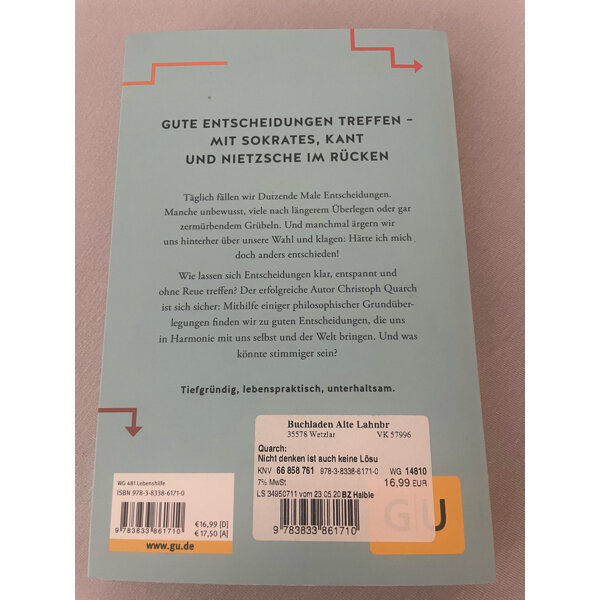 GUTE ENTSCHEIDUNGEN TREFFEN –
MIT SOKRATES, KANT
UND NIETZSCHE IM RÜCKEN
Täglich fällen wir Dutzende Male Entscheidungen.
Manche unbewusst, viele nach längerem Überlegen oder gar
zermürbendem Grübeln. Und manchmal ärgern wir
uns hinterher über unsere Wahl und klagen: Hätte ich mich
doch anders entschieden!
Wie lassen sich Entscheidungen klar, entspannt und
ohne Reue treffen? Der erfolgreiche Autor Christoph Quarch
ist sich sicher: Mithilfe einiger philosophischer Grundüber-
legungen finden wir zu guten Entscheidungen, die uns
in Harmonie mit uns selbst und der Welt bringen. Und was
könnte stimmiger sein?
Tiefgründig, lebenspraktisch, unterhaltsam.
Buchladen Alte Lahnbr
35578 Wetzlar VK 57996
Quarch:
Nicht denken ist auch keine Lösu
KNV 66 858 761 978-3-8338-6171-0 WG 14810
7% MwSt 16,99 EUR
LS 34950711 vom 23.05.20 BZ Halble
9 783833 861710
GU
WG 481 Lebenshilfe
ISBN 978-3-8338-6171-0
9 783833 861710
€16,99 [D]
€ 17,50 [A]
www.gu.de